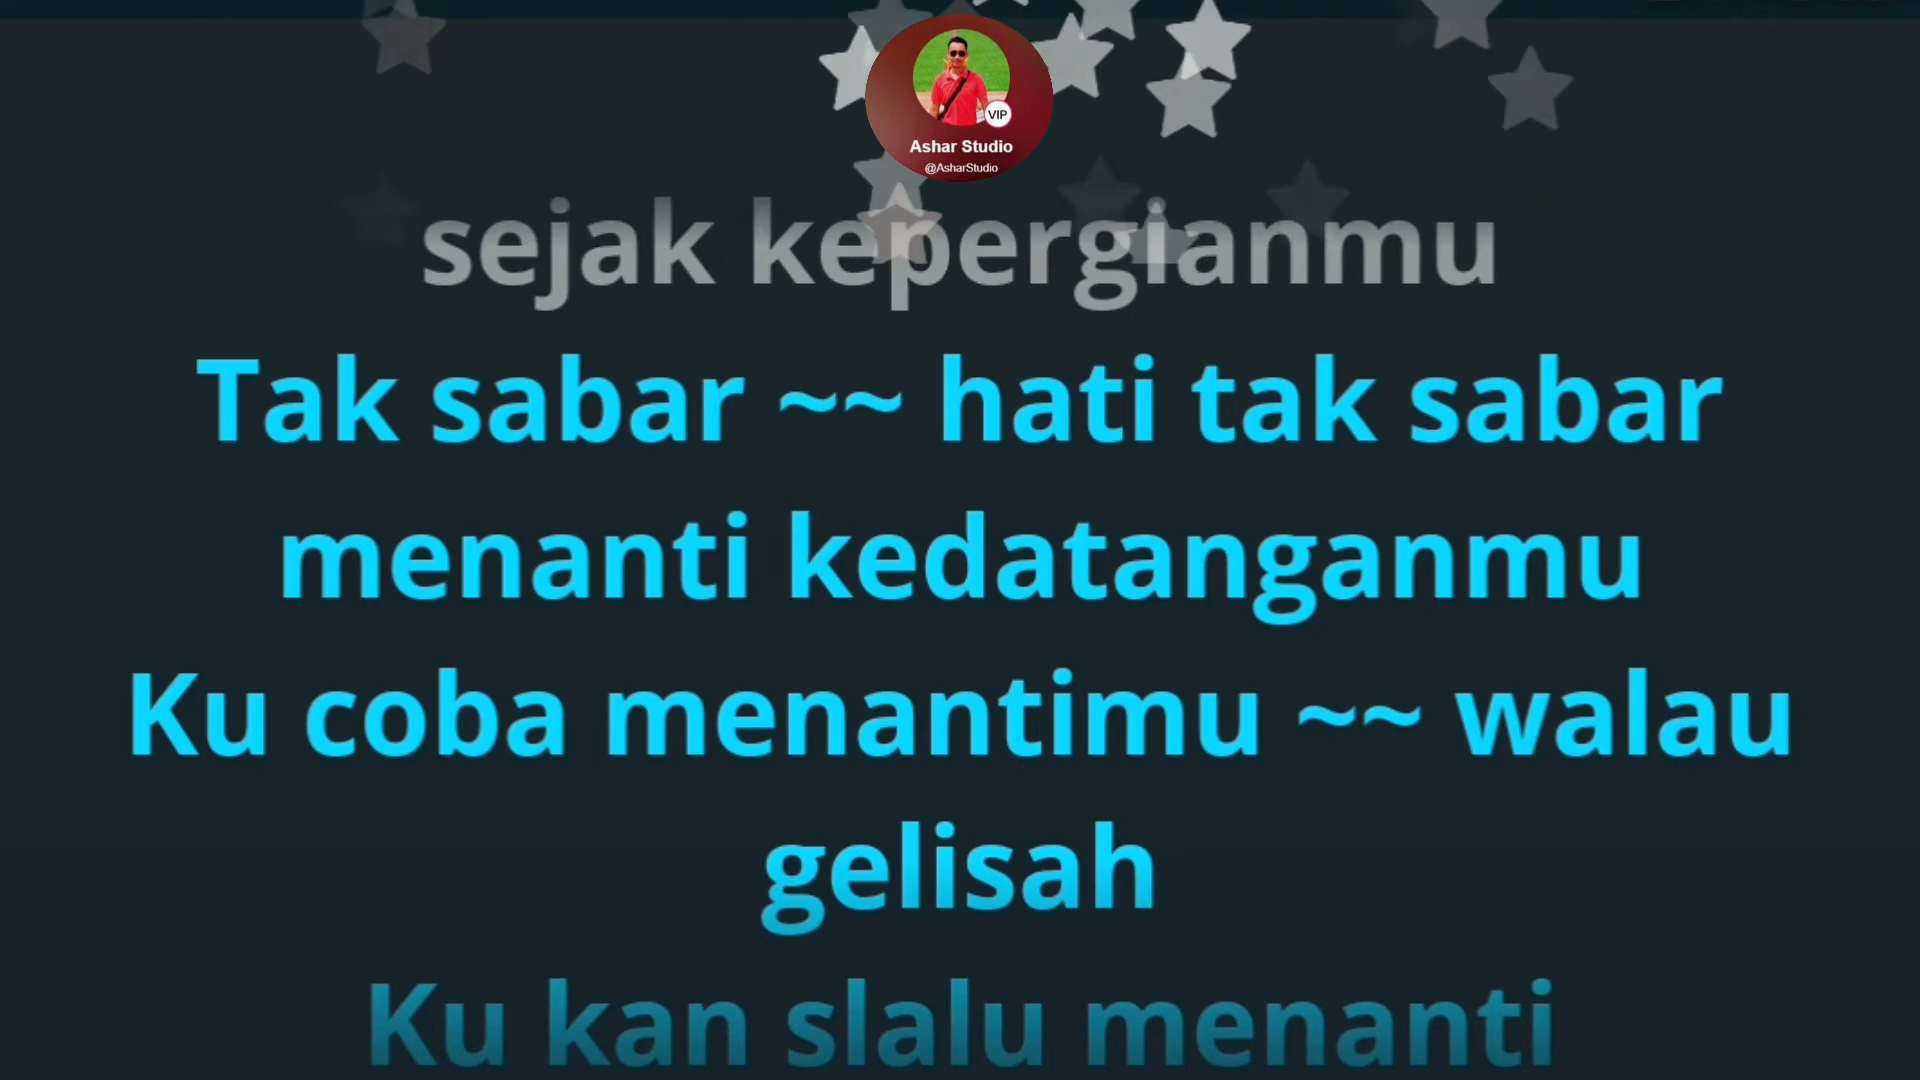 VIP
Ashar Studio
@AsharStudio
sejak kepergianmu
Tak sabar ~~ hati tak sabar
menanti kedatanganmu
Ku coba menantimu ~~ walau
gelisah
Ku kan slalu menanti